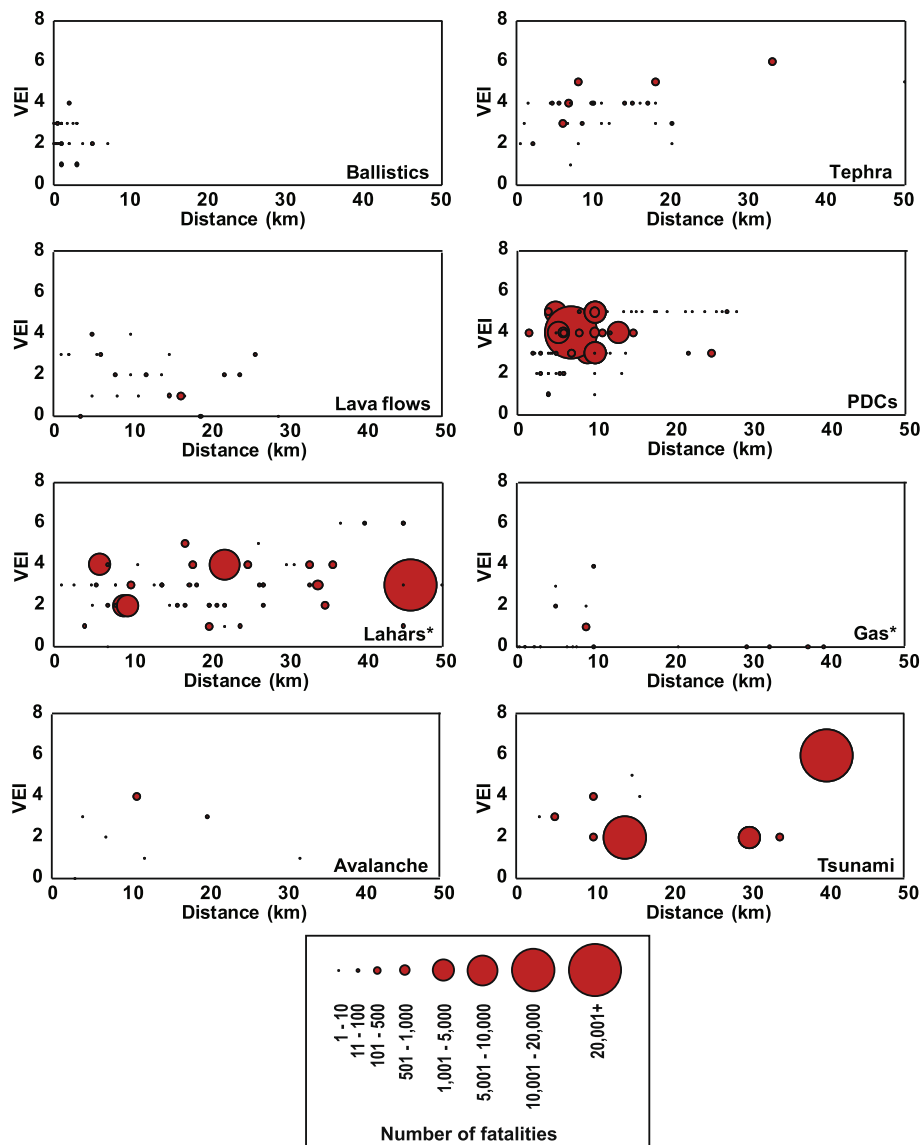 8
6
4
2
0
VEI
Ballistics
0
10
20
30
40
50
Distance (km)
8
6
4
2
0
VEI
Tephra
0
10
20
30
40
50
Distance (km)
8
6
4
2
0
VEI
Lava flows
0
10
20
30
40
50
Distance (km)
8
6
4
2
0
VEI
PDCs
0
10
20
30
40
50
Distance (km)
8
6
4
2
0
VEI
Lahars*
0
10
20
30
40
50
Distance (km)
8
6
4
2
0
VEI
Gas*
0
10
20
30
40
50
Distance (km)
8
6
4
2
0
VEI
Avalanche
0
10
20
30
40
50
Distance (km)
8
6
4
2
0
VEI
Tsunami
0
10
20
30
40
50
Distance (km)
1 - 10
11 - 100
101 - 500
501 - 1,000
1,001 - 5,000
5,001 - 10,000
10,001 - 20,000
20,001+
Number of fatalities